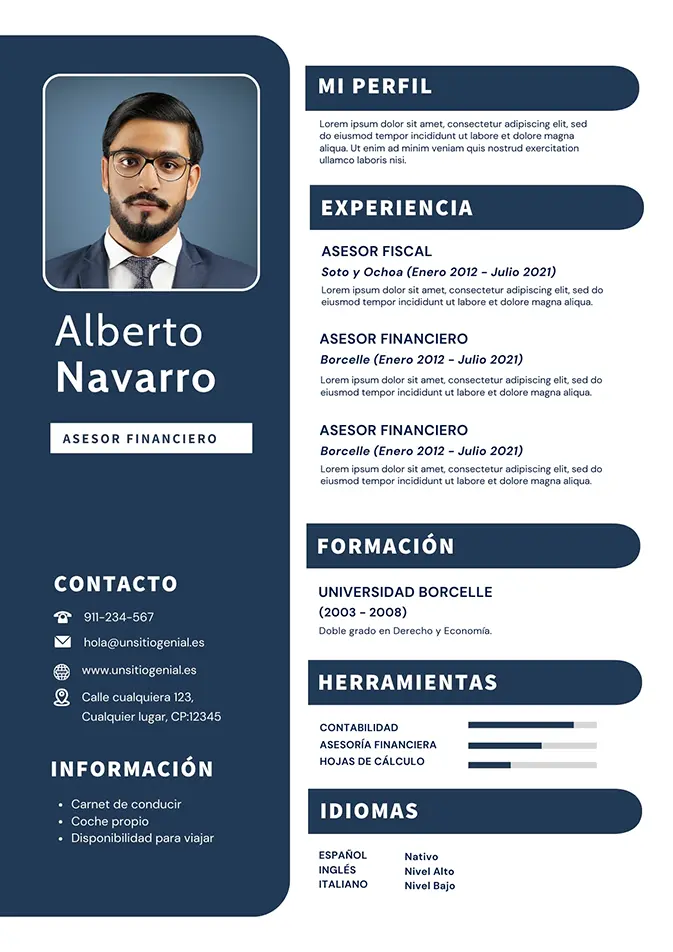 Alberto
Navarro
ASESOR FINANCIERO
CONTACTO
911-234-567
hola@unsitiogenial.es
www.unsitiogenial.es
Calle cualquiera 123,
Cualquier lugar, CP:12345
INFORMACIÓN
• Carnet de conducir
• Coche propio
• Disponibilidad para viajar
MI PERFIL
Lorem ipsum dolor sit amet, consectetur adipiscing elit, sed
do eiusmod tempor incididunt ut labore et dolore magna
aliqua. Ut enim ad minim veniam quis nostrud exercitation
ullamco laboris nisi.
EXPERIENCIA
ASESOR FISCAL
Soto y Ochoa (Enero 2012 - Julio 2021)
Lorem ipsum dolor sit amet, consectetur adipiscing elit, sed do
eiusmod tempor incididunt ut labore et dolore magna aliqua.
ASESOR FINANCIERO
Borcelle (Enero 2012 - Julio 2021)
Lorem ipsum dolor sit amet, consectetur adipiscing elit, sed do
eiusmod tempor incididunt ut labore et dolore magna aliqua.
ASESOR FINANCIERO
Borcelle (Enero 2012 - Julio 2021)
Lorem ipsum dolor sit amet, consectetur adipiscing elit, sed do
eiusmod tempor incididunt ut labore et dolore magna aliqua.
FORMACIÓN
UNIVERSIDAD BORCELLE
(2003 - 2008)
Doble grado en Derecho y Economía.
HERRAMIENTAS
CONTABILIDAD
ASESORÍA FINANCIERA
HOJAS DE CÁLCULO
IDIOMAS
ESPAÑOL Nativo
INGLÉS Nivel Alto
ITALIANO Nivel Bajo